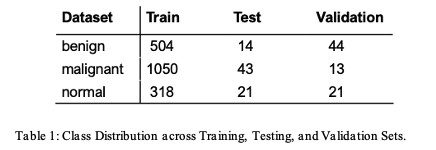 Dataset Train Test Validation
benign 504 14 44
malignant 1050 43 13
normal 318 21 21
Table 1: Class Distribution across Training, Testing, and Validation Sets.